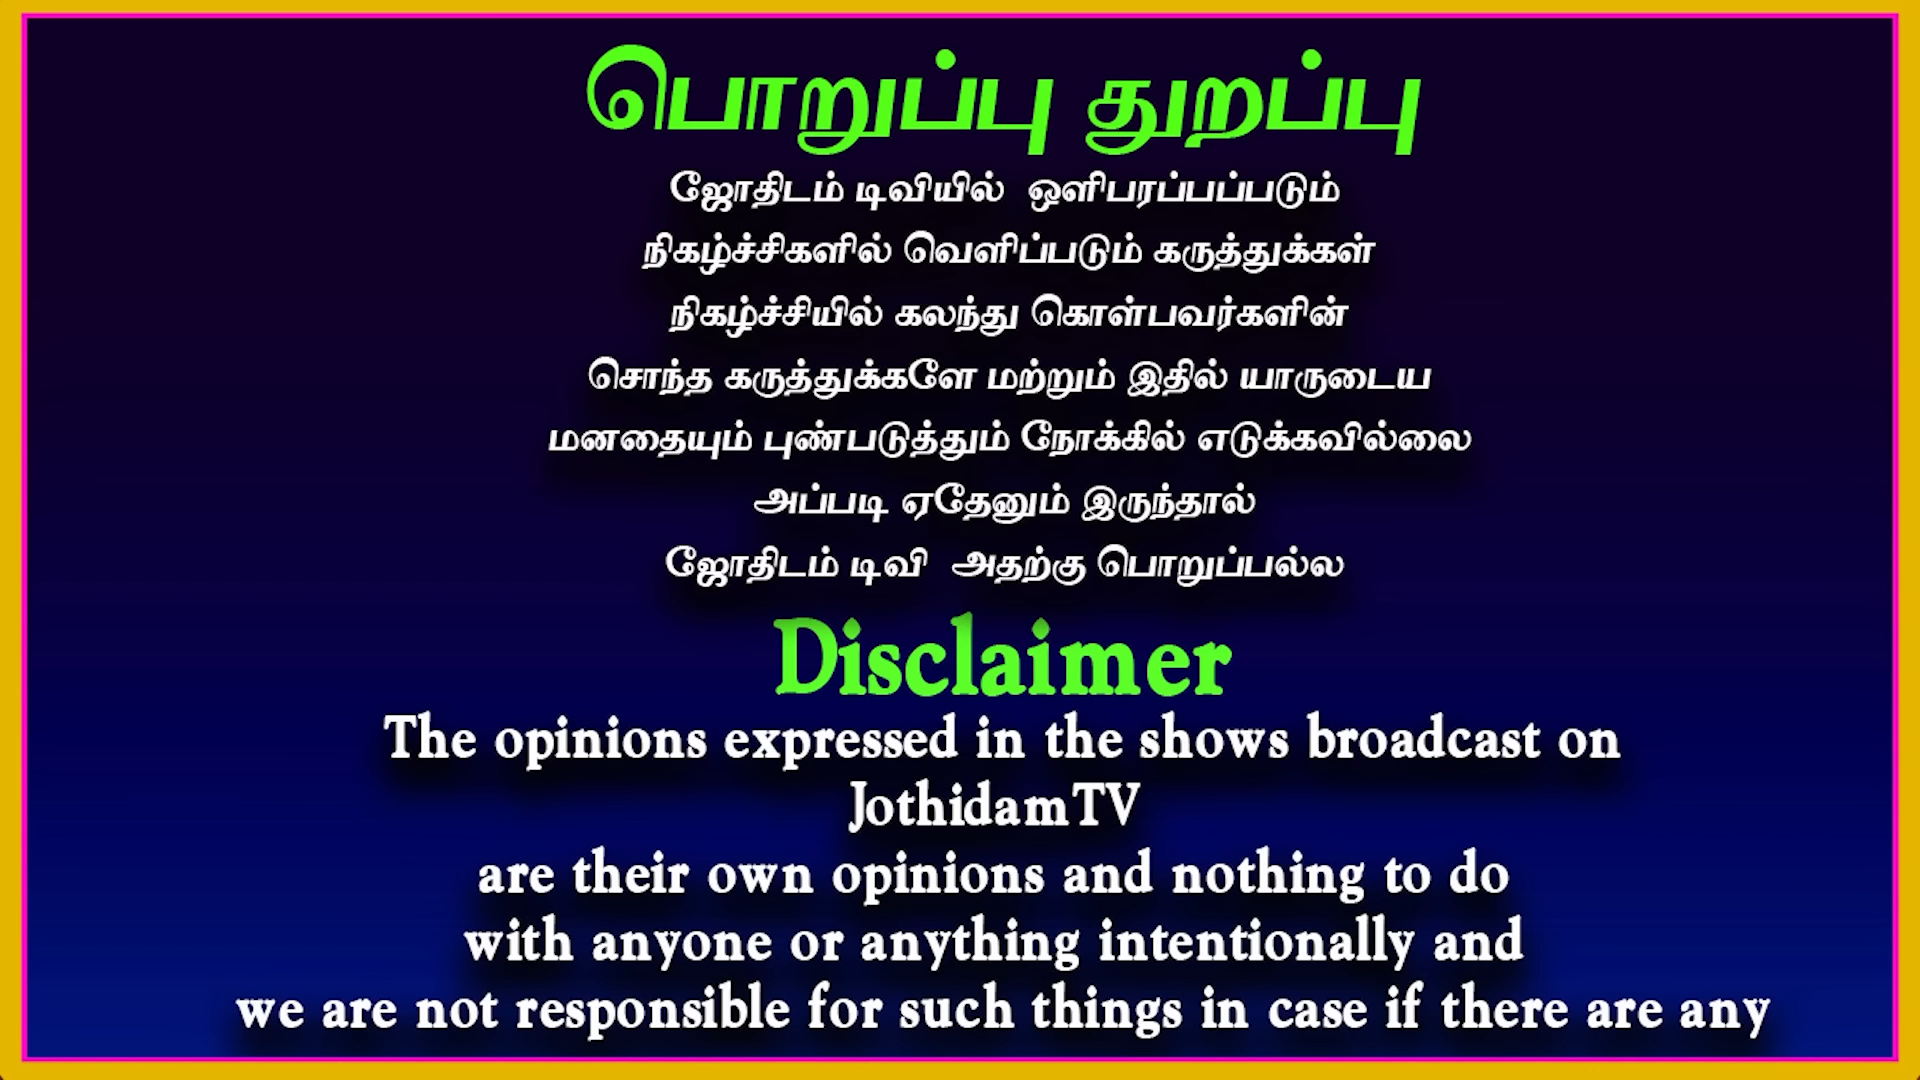 பொறுப்பு துறப்பு
ஜோதிடம் டிவியில் ஒளிபரப்பப்படும்
நிகழ்ச்சிகளில் வெளிப்படும் கருத்துக்கள்
நிகழ்ச்சியில் கலந்து கொள்பவர்களின்
சொந்த கருத்துக்களே மற்றும் இதில் யாருடைய
மனதையும் புண்படுத்தும் நோக்கில் எடுக்கவில்லை
அப்படி ஏதேனும் இருந்தால்
ஜோதிடம் டிவி அதற்கு பொறுப்பல்ல
Disclaimer
The opinions expressed in the shows broadcast on
JothidamTV
are their own opinions and nothing to do
with anyone or anything intentionally and
we are not responsible for such things in case if there are any